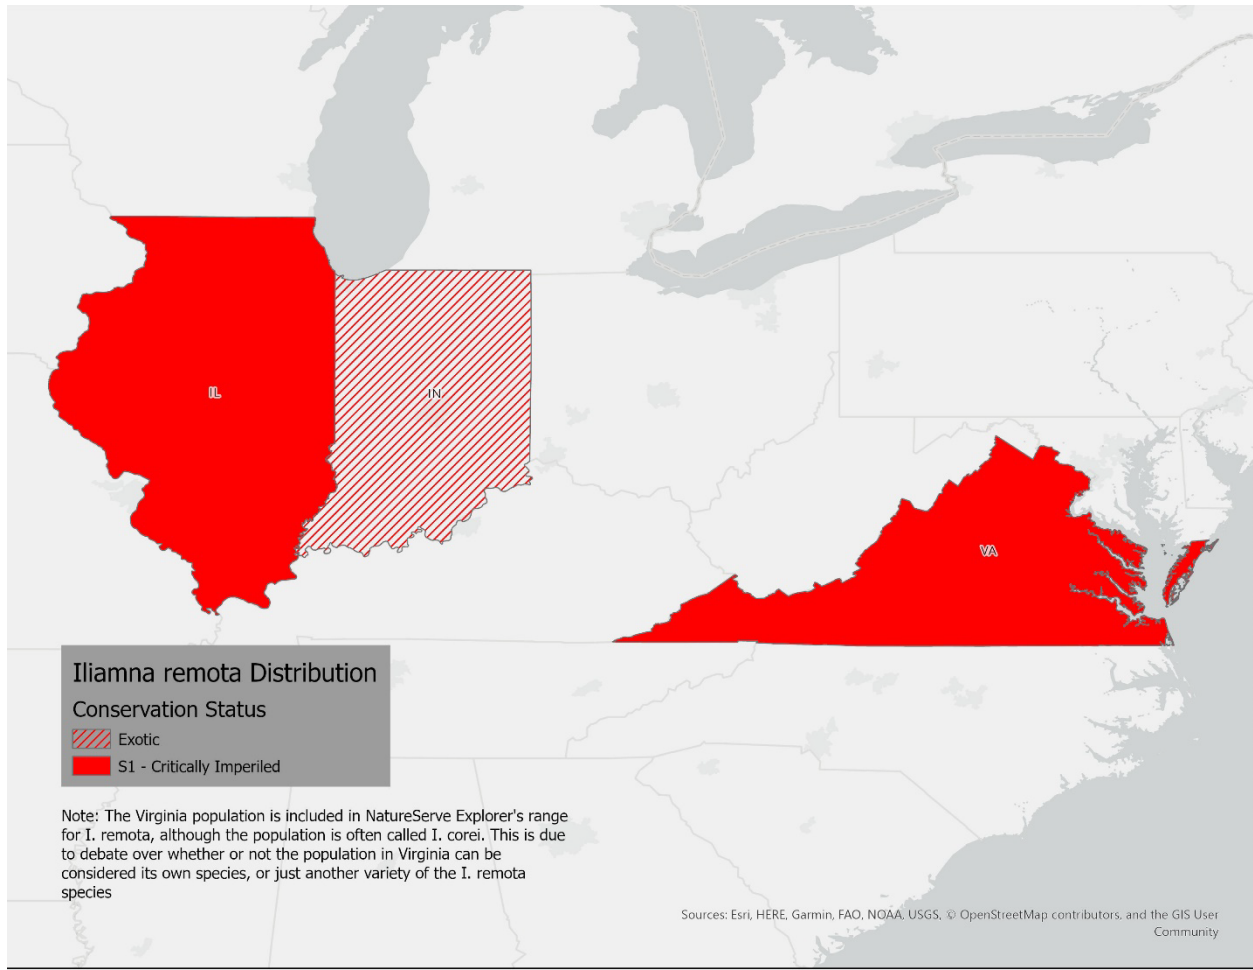 IL
IN
VA
Iliamna remota Distribution
Conservation Status
Exotic
S1 - Critically Imperiled
Note: The Virginia population is included in NatureServe Explorer's range
for I. remota, although the population is often called I. corei. This is due
to debate over whether or not the population in Virginia can be
considered its own species, or just another variety of the I. remota
species
Sources: Esri, HERE, Garmin, FAO, NOAA, USGS, © OpenStreetMap contributors, and the GIS User
Community